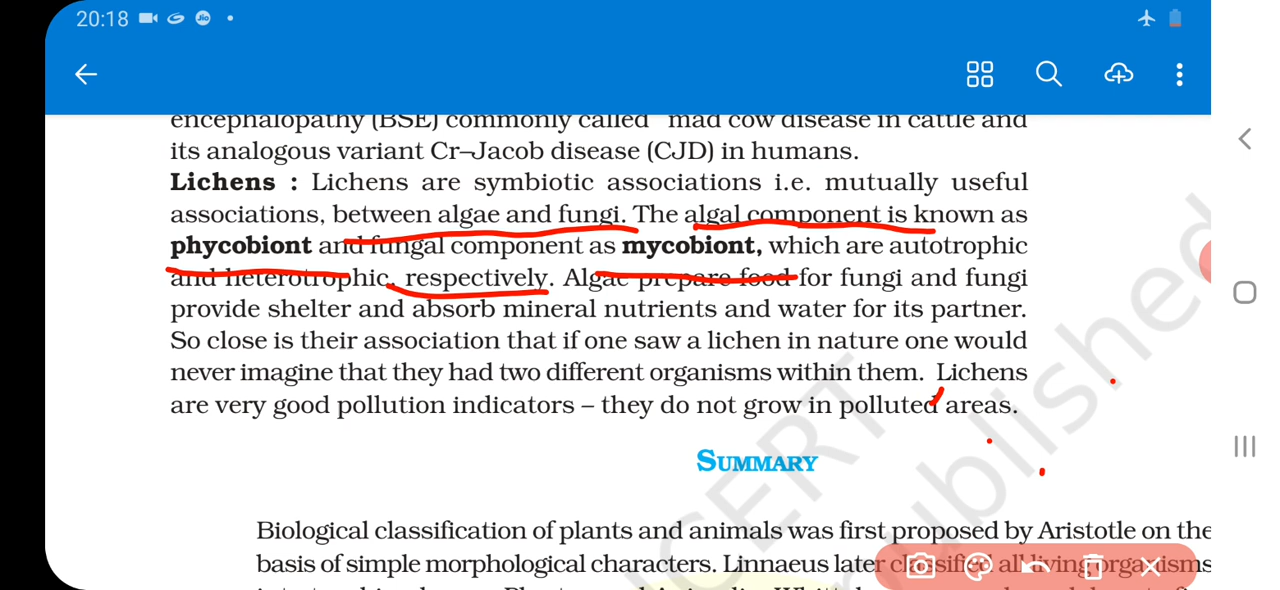 20:18
Jio
encephalopathy (BSE) commonly called mad cow disease in cattle and
its analogous variant Cr–Jacob disease (CJD) in humans.
Lichens : Lichens are symbiotic associations i.e. mutually useful
associations, between algae and fungi. The algal component is known as
phycobiont and fungal component as mycobiont, which are autotrophic
and heterotrophic, respectively. Algae prepare food for fungi and fungi
provide shelter and absorb mineral nutrients and water for its partner.
So close is their association that if one saw a lichen in nature one would
never imagine that they had two different organisms within them. Lichens
are very good pollution indicators – they do not grow in polluted areas.
SUMMARY
Biological classification of plants and animals was first proposed by Aristotle on the
basis of simple morphological characters. Linnaeus later classified all living organisms